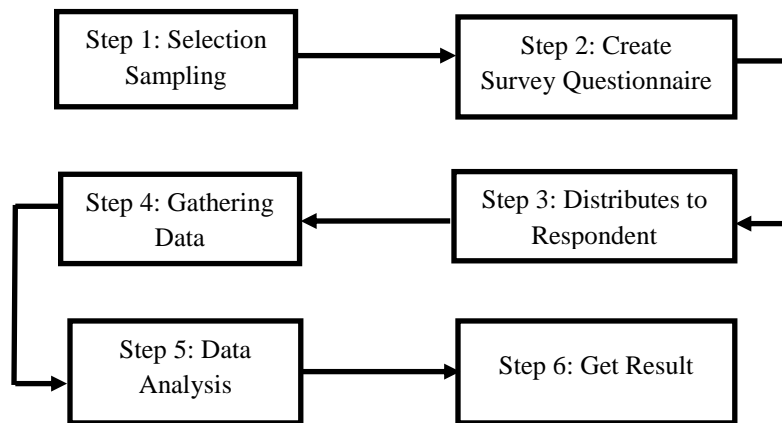 Step 1: Selection
Sampling
Step 2: Create
Survey Questionnaire
Step 3: Distributes to
Respondent
Step 4: Gathering
Data
Step 5: Data
Analysis
Step 6: Get Result